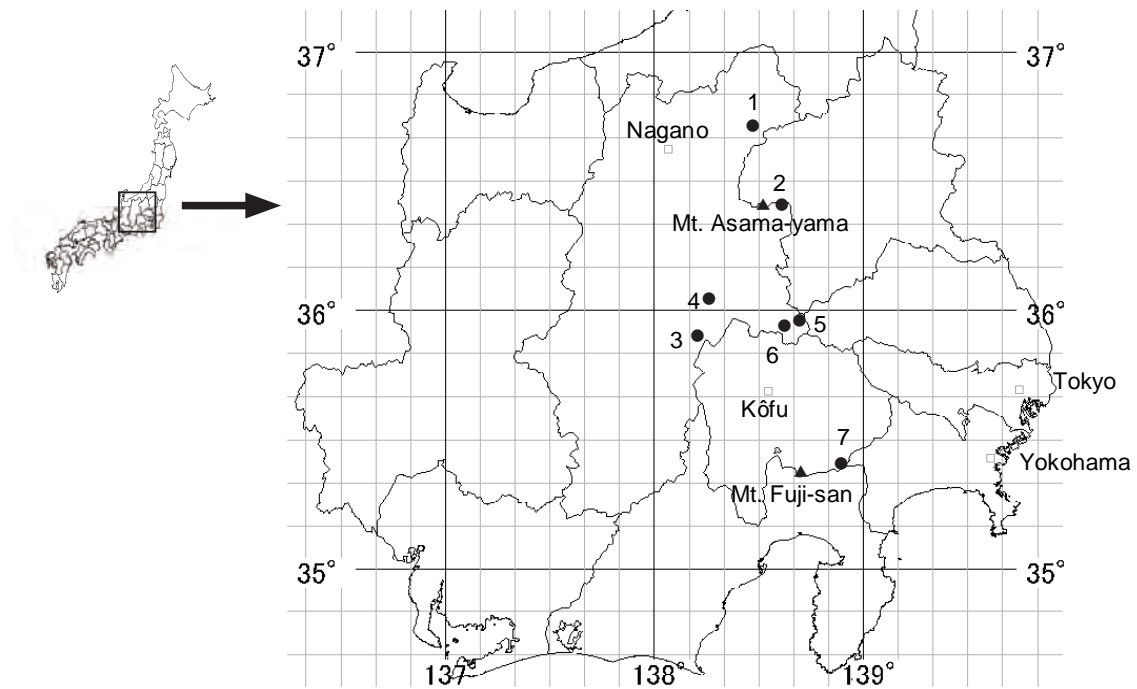 37° 37°
1
Nagano
2
Mt. Asama-yama
4
36° 36°
5
3
6
Tokyo
Kôfu
7
Yokohama
Mt. Fuji-san
35° 35°
137° 138° 139°